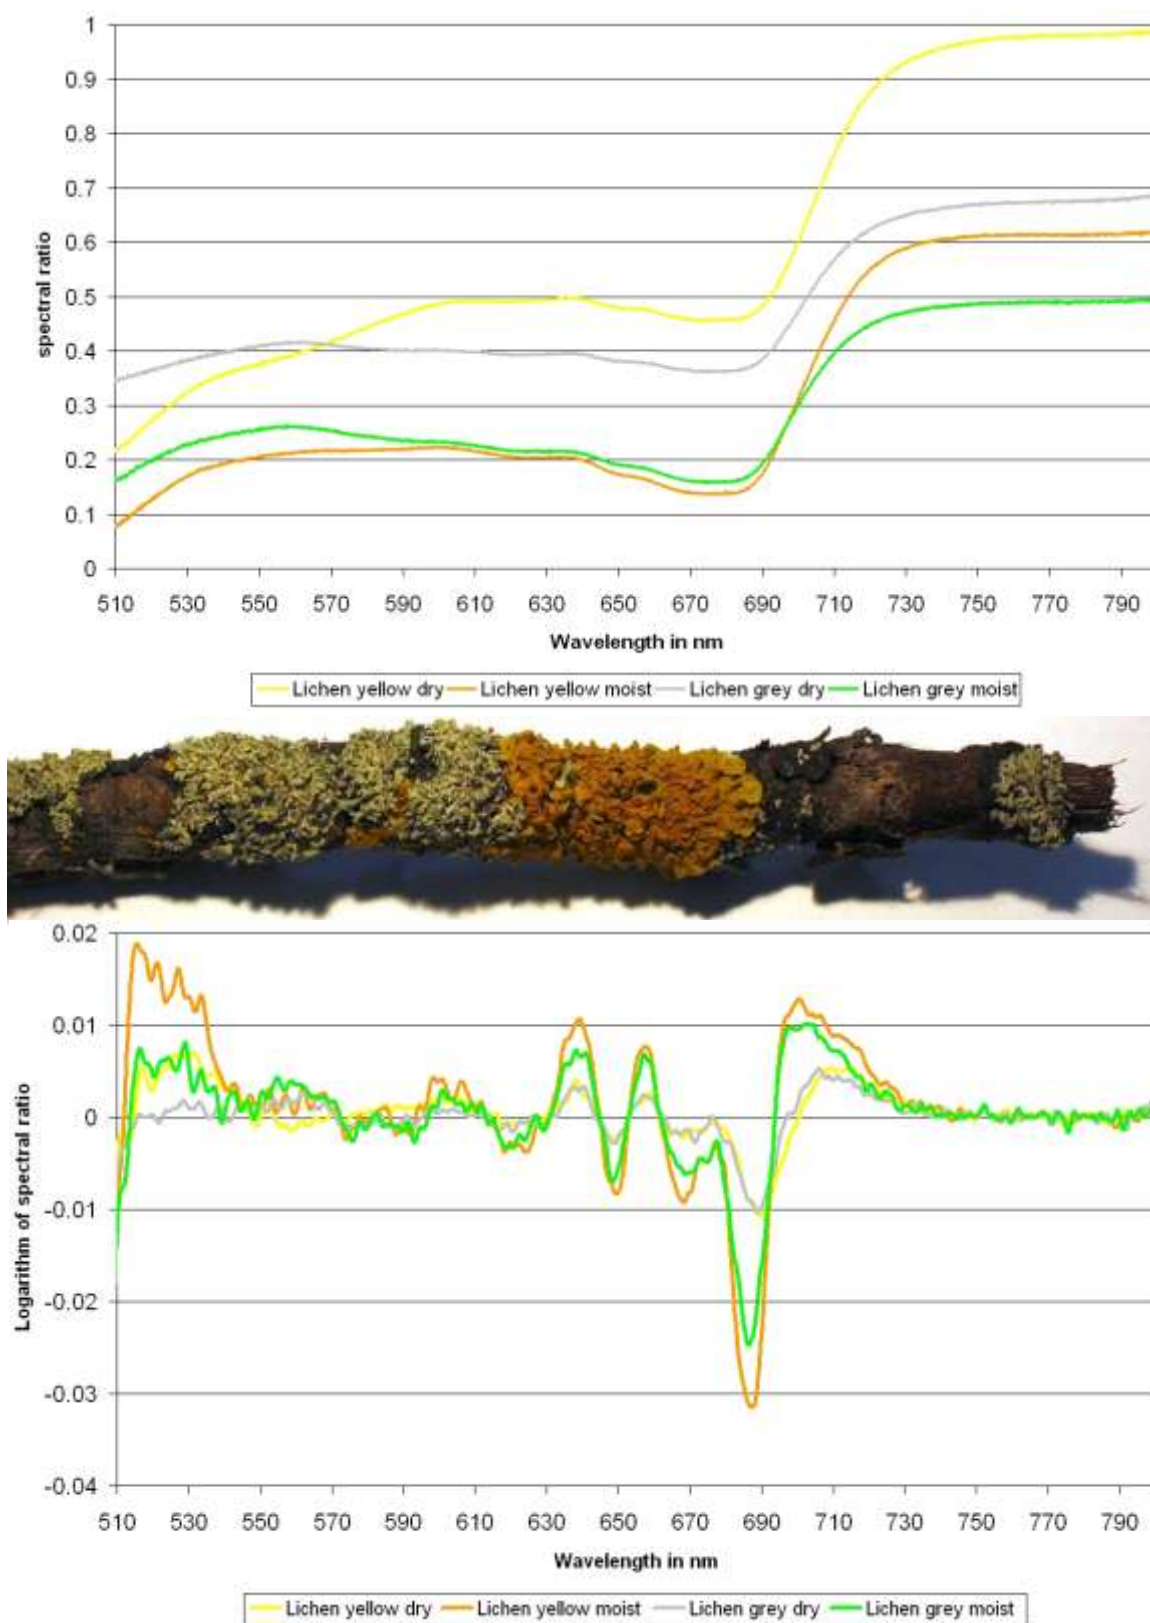 1
0.9
0.8
0.7
0.6
0.5
0.4
0.3
0.2
0.1
0
spectral ratio
510 530 550 570 590 610 630 650 670 690 710 730 750 770 790
Wavelength in nm
Lichen yellow dry Lichen yellow moist Lichen grey dry Lichen grey moist
0.02
0.01
0
-0.01
-0.02
-0.03
-0.04
Logarithm of spectral ratio
510 530 550 570 590 610 630 650 670 690 710 730 750 770 790
Wavelength in nm
Lichen yellow dry Lichen yellow moist Lichen grey dry Lichen grey moist